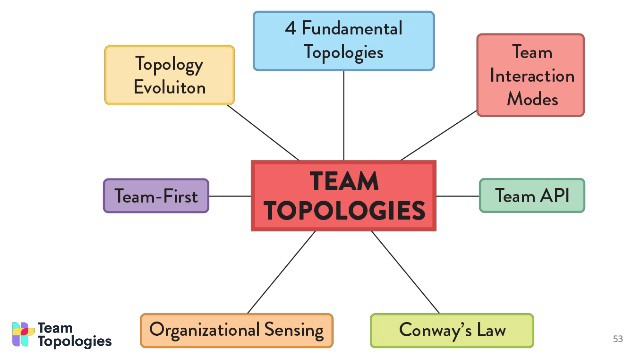 4 Fundamental
Topologies
Topology
Evoluiton
Team
Interaction
Modes
TEAM
TOPOLOGIES
Team-First
Team API
Organizational Sensing
Conway's Law
Team
Topologies
53